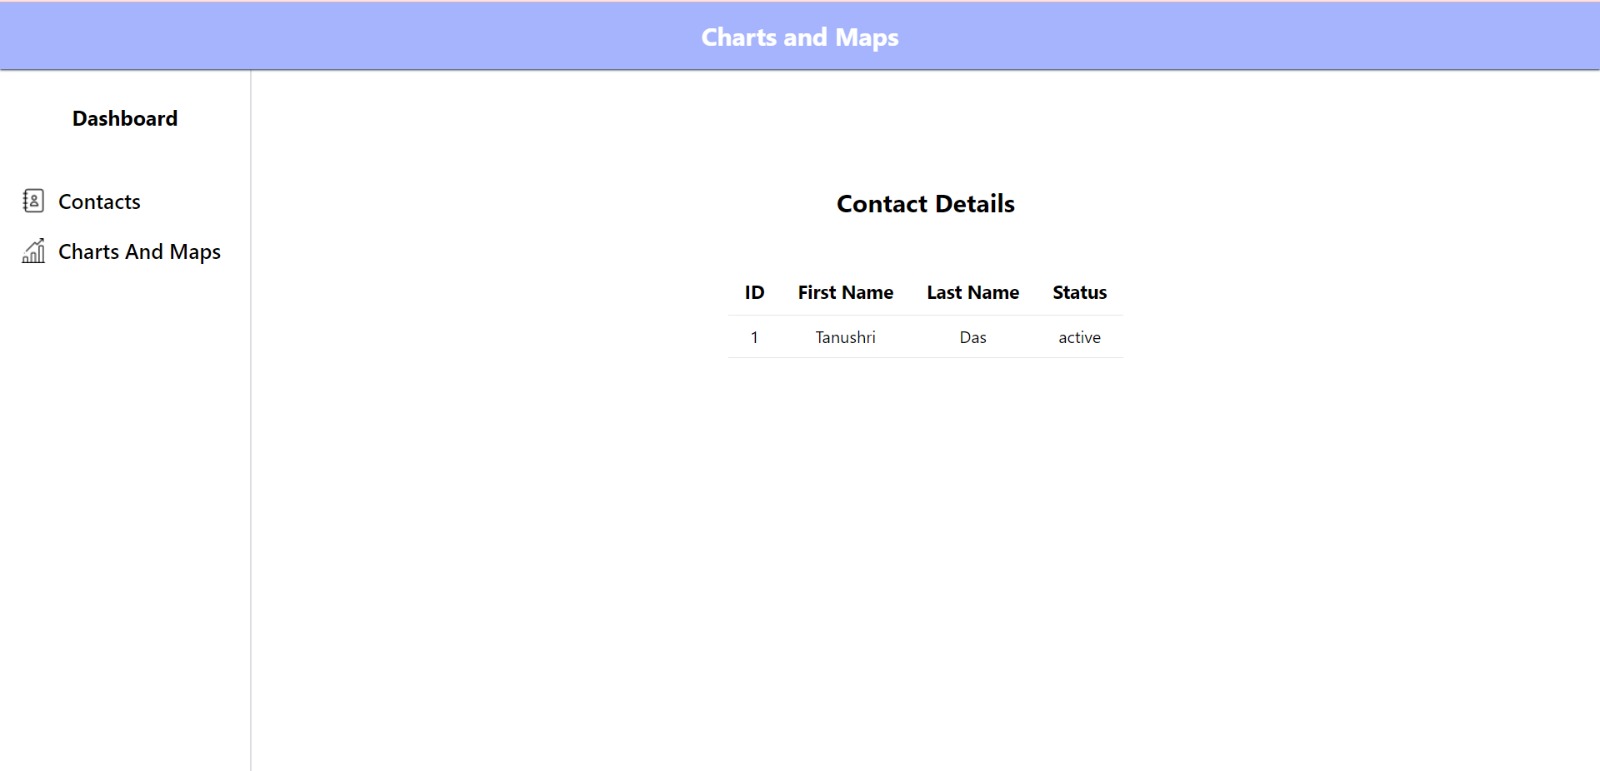 Charts and Maps
Dashboard
Contacts
Charts And Maps
Contact Details
ID First Name Last Name Status
1 Tanushri Das active